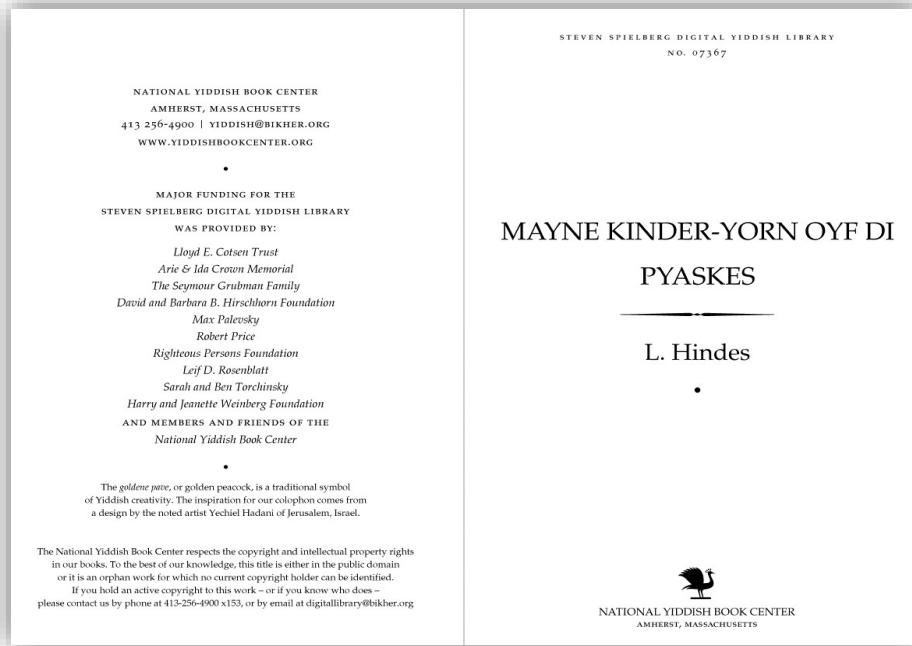 NATIONAL YIDDISH BOOK CENTER
AMHERST, MASSACHUSETTS
413 256-4900 | YIDDISH@BIKHER.ORG
WWW.YIDDISHBOOKCENTER.ORG
•
MAJOR FUNDING FOR THE
STEVEN SPIELBERG DIGITAL YIDDISH LIBRARY
WAS PROVIDED BY:
Lloyd E. Cotsen Trust
Arie & Ida Crown Memorial
The Seymour Grubman Family
David and Barbara B. Hirschhorn Foundation
Max Palevsky
Robert Price
Righteous Persons Foundation
Leif D. Rosenblatt
Sarah and Ben Torchinsky
Harry and Jeanette Weinberg Foundation
AND MEMBERS AND FRIENDS OF THE
National Yiddish Book Center
•
The goldene pave, or golden peacock, is a traditional symbol
of Yiddish creativity. The inspiration for our colophon comes from
a design by the noted artist Yechiel Hadani of Jerusalem, Israel.
The National Yiddish Book Center respects the copyright and intellectual property rights
in our books. To the best of our knowledge, this title is either in the public domain
or it is an orphan work for which no current copyright holder can be identified.
If you hold an active copyright to this work – or if you know who does –
please contact us by phone at 413-256-4900 x153, or by email at digitallibrary@bikher.org
STEVEN SPIELBERG DIGITAL YIDDISH LIBRARY
NO. 07367
MAYNE KINDER-YORN OYF DI
PYASKES
L. Hindes
•
NATIONAL YIDDISH BOOK CENTER
AMHERST, MASSACHUSETTS